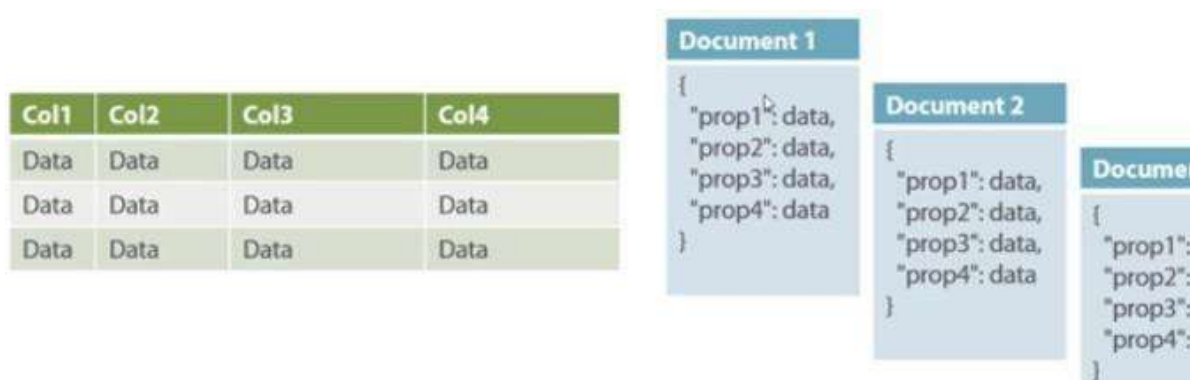 Col1 Col2 Col3 Col4
Data Data Data Data
Data Data Data Data
Data Data Data Data
Document 1
{
"prop1": data,
"prop2": data,
"prop3": data,
"prop4": data
}
Document 2
{
"prop1": data,
"prop2": data,
"prop3": data,
"prop4": data
}
{
"prop1":
"prop2":
"prop3":
"prop4":
}